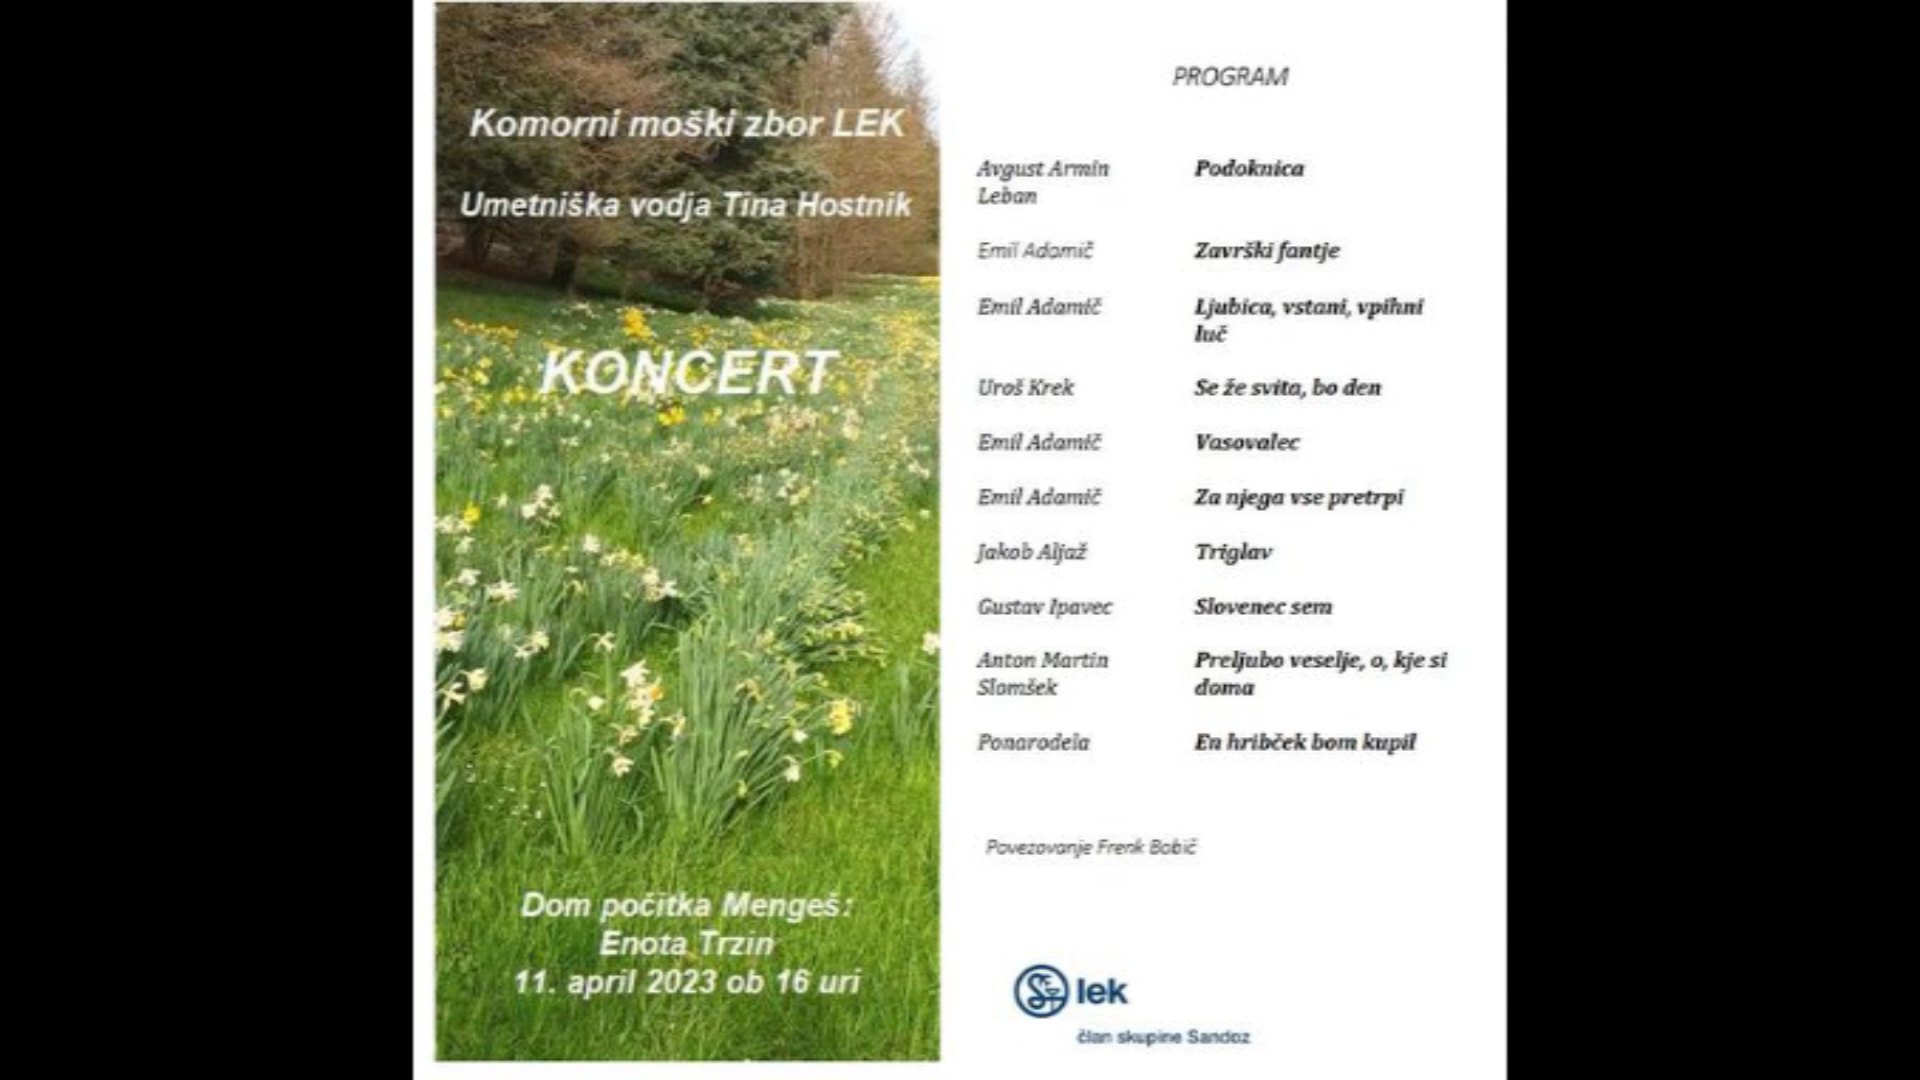 Komorni moški zbor LEK
Umetniška vodja Tina Hostnik
KONCERT
Dom počitka Mengeš:
Enota Trzin
11. april 2023 ob 16 uri
PROGRAM
Avgust Armin Podoknica
Leban
Emil Adamič Završki fantje
Emil Adamič Ljubica, vstani, vpihni
luč
Uroš Krek Se že svita, bo den
Emil Adamič Vasovalec
Emil Adamič Za njega vse pretrpi
Jakob Aljaž Triglav
Gustav Ipavec Slovenec sem
Anton Martin Preljubo veselje, o, kje si
Slomšek doma
Ponarodela En hribček bom kupil
Povezovanje Frenk Bobič
lek
član skupine Sandoz